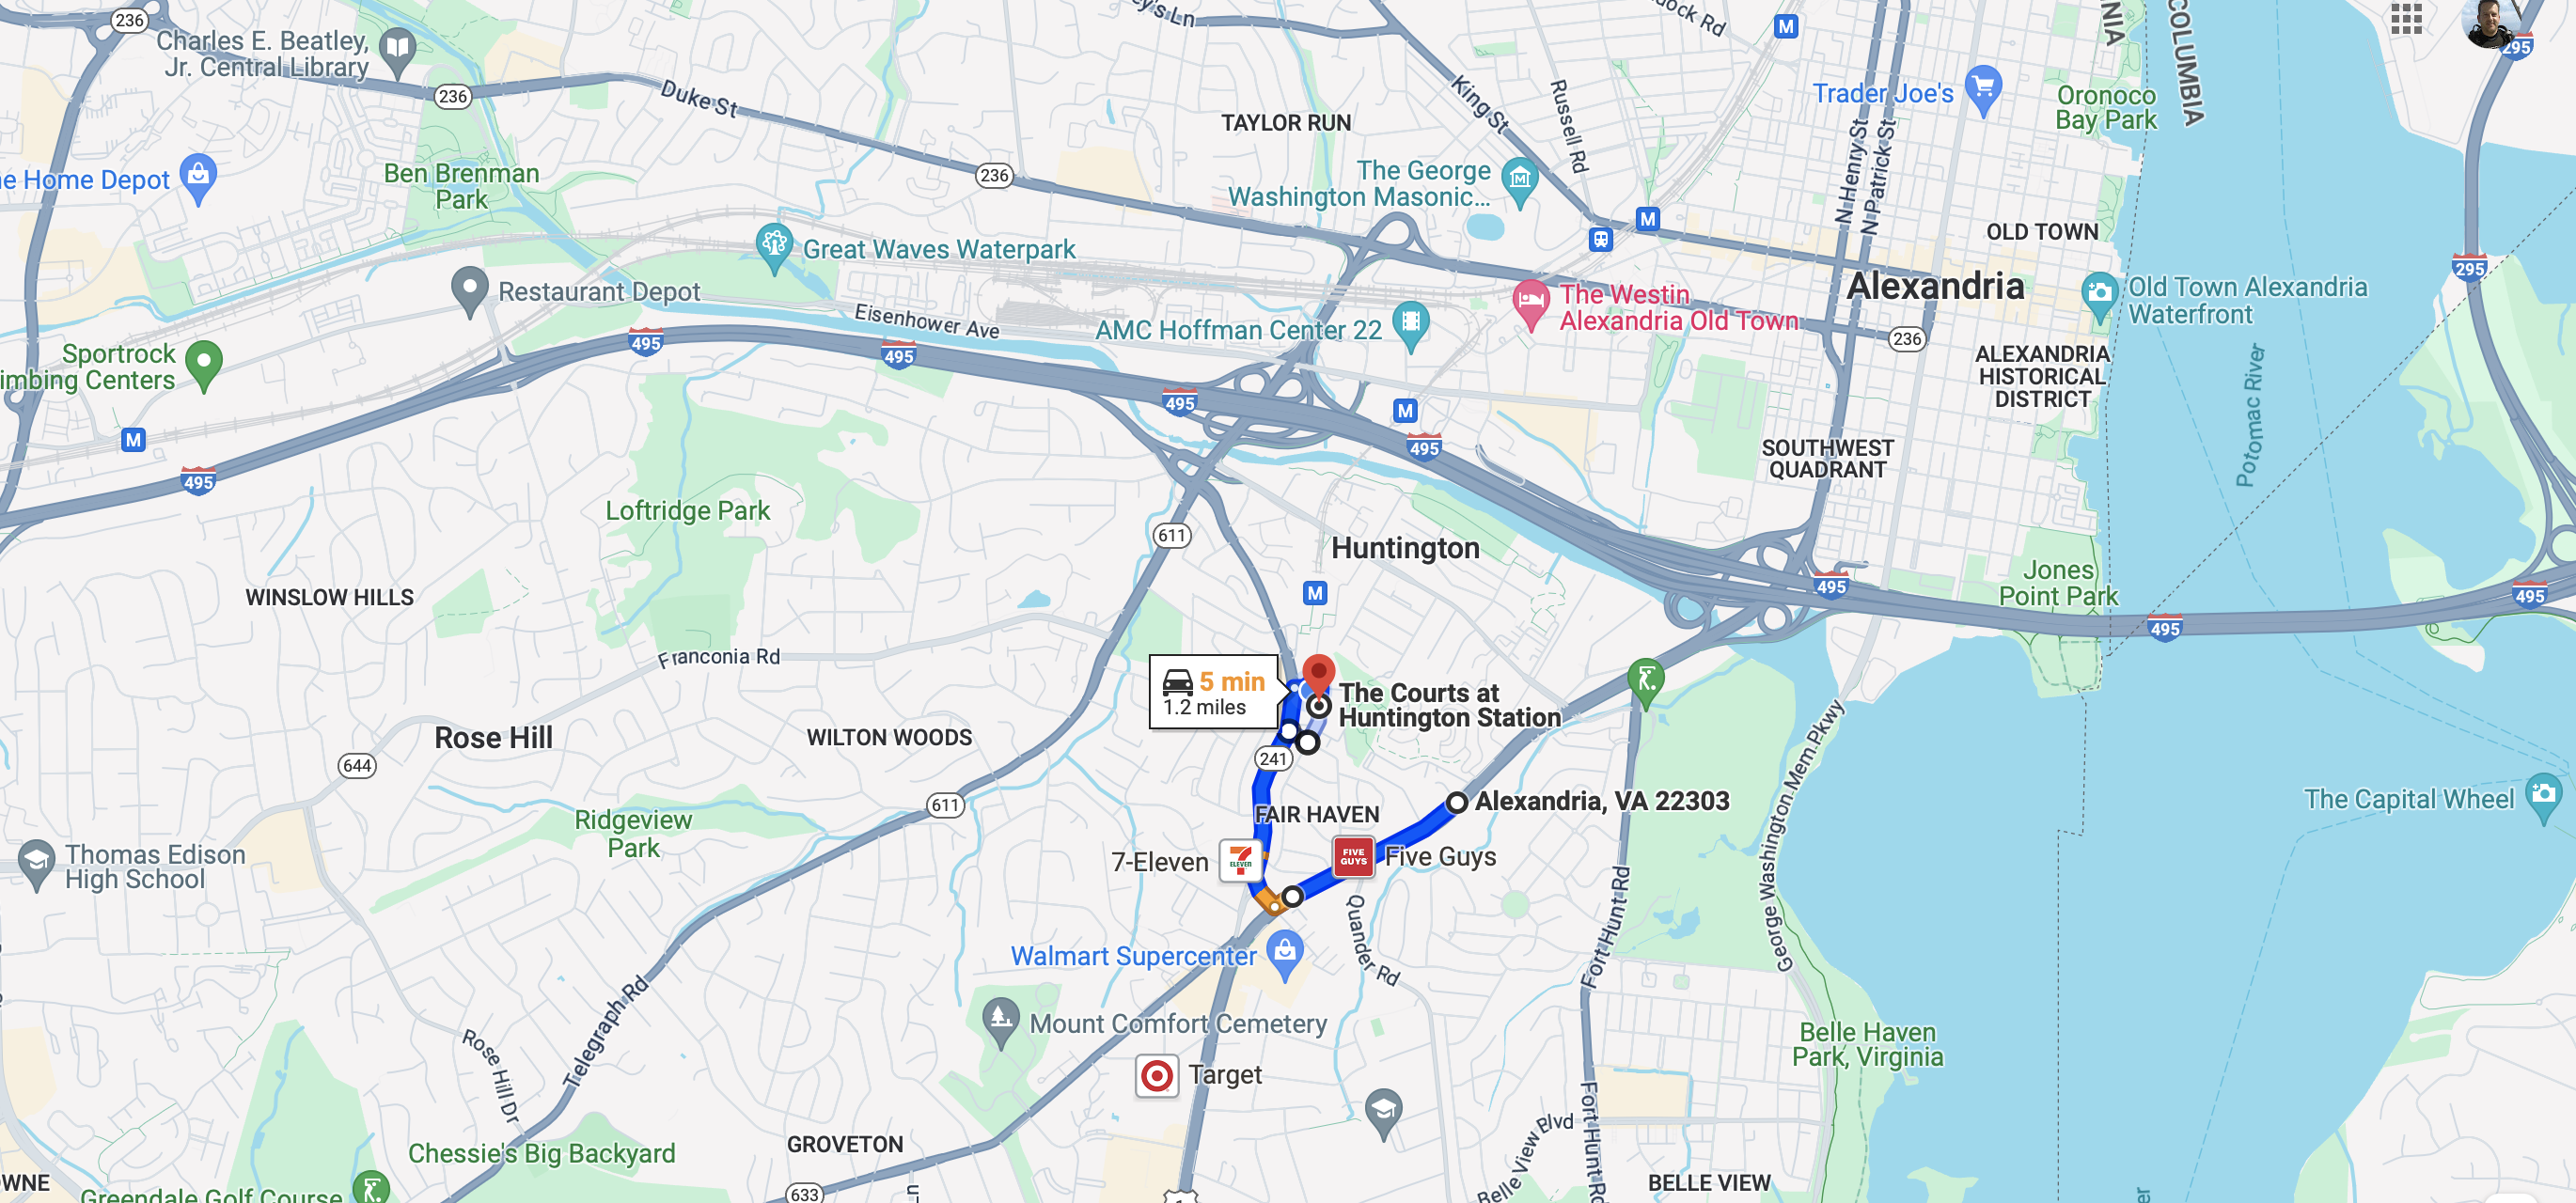 236
Charles E. Beatley,
Jr. Central Library
236
Duke St
King St
Russell Rd
M
Trader Joe's
Oronoco
Bay Park
COLUMBIA
295
TAYLOR RUN
The George
Washington Masonic...
N Henry St
N Patrick St
Home Depot
Ben Brenman
Park
236
M
OLD TOWN
Great Waves Waterpark
Alexandria
295
Restaurant Depot
Eisenhower Ave
The Westin
Alexandria Old Town
Old Town Alexandria
Waterfront
AMC Hoffman Center 22
236
Sportrock
imbing Centers
495
495
ALEXANDRIA
HISTORICAL
DISTRICT
Potomac River
495
M
M
495
495
SOUTHWEST
QUADRANT
Loftridge Park
611
Huntington
Jones
Point Park
WINSLOW HILLS
M
495
495
495
Franconia Rd
5 min
1.2 miles
The Courts at
Huntington Station
George Washington Mem Pkwy
Rose Hill
WILTON WOODS
644
241
611
FAIR HAVEN
Alexandria, VA 22303
The Capital Wheel
Ridgeview
Park
Thomas Edison
High School
7-Eleven
7
ELEVEN
FIVE
GUYS
Five Guys
Quander Rd
Fort Hunt Rd
Walmart Supercenter
Telegraph Rd
Mount Comfort Cemetery
Rose Hill Dr
Target
Belle Haven
Park, Virginia
Chessie's Big Backyard
GROVETON
Belle View Blvd
Fort Hunt Rd
BELLE VIEW
Greendale Golf Course
633